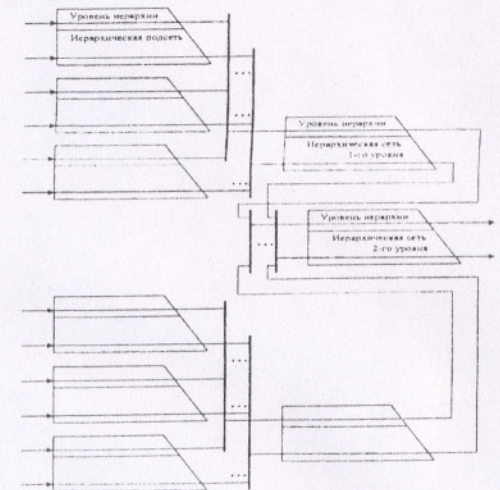 Уровень иерархии
Иерархическая подсеть
Уровень иерархии
Иерархическая сеть
1-го уровня
Уровень иерархии
Иерархическая сеть
2-го уровня